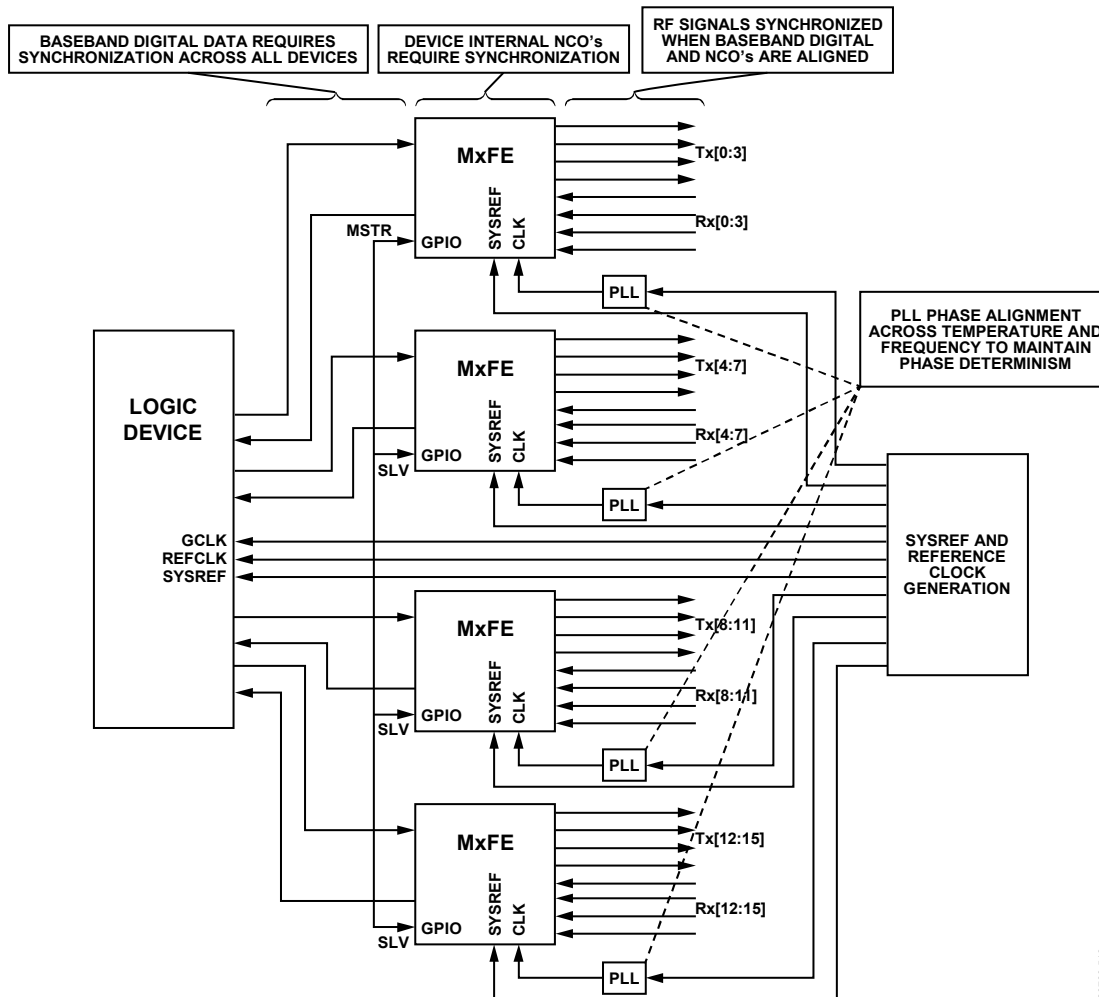 BASEBAND DIGITAL DATA REQUIRES
SYNCHRONIZATION ACROSS ALL DEVICES
DEVICE INTERNAL NCO's
REQUIRE SYNCHRONIZATION
RF SIGNALS SYNCHRONIZED
WHEN BASEBAND DIGITAL
AND NCO's ARE ALIGNED
MxFE
SYSREF
CLK
GPIO
MSTR
Tx[0:3]
Rx[0:3]
PLL
PLL PHASE ALIGNMENT
ACROSS TEMPERATURE AND
FREQUENCY TO MAINTAIN
PHASE DETERMINISM
LOGIC
DEVICE
MxFE
SYSREF
CLK
GPIO
SLV
Tx[4:7]
Rx[4:7]
PLL
GCLK
REFCLK
SYSREF
SYSREF AND
REFERENCE
CLOCK
GENERATION
MxFE
SYSREF
CLK
GPIO
SLV
Tx[8:11]
Rx[8:11]
PLL
MxFE
SYSREF
CLK
GPIO
SLV
Tx[12:15]
Rx[12:15]
PLL